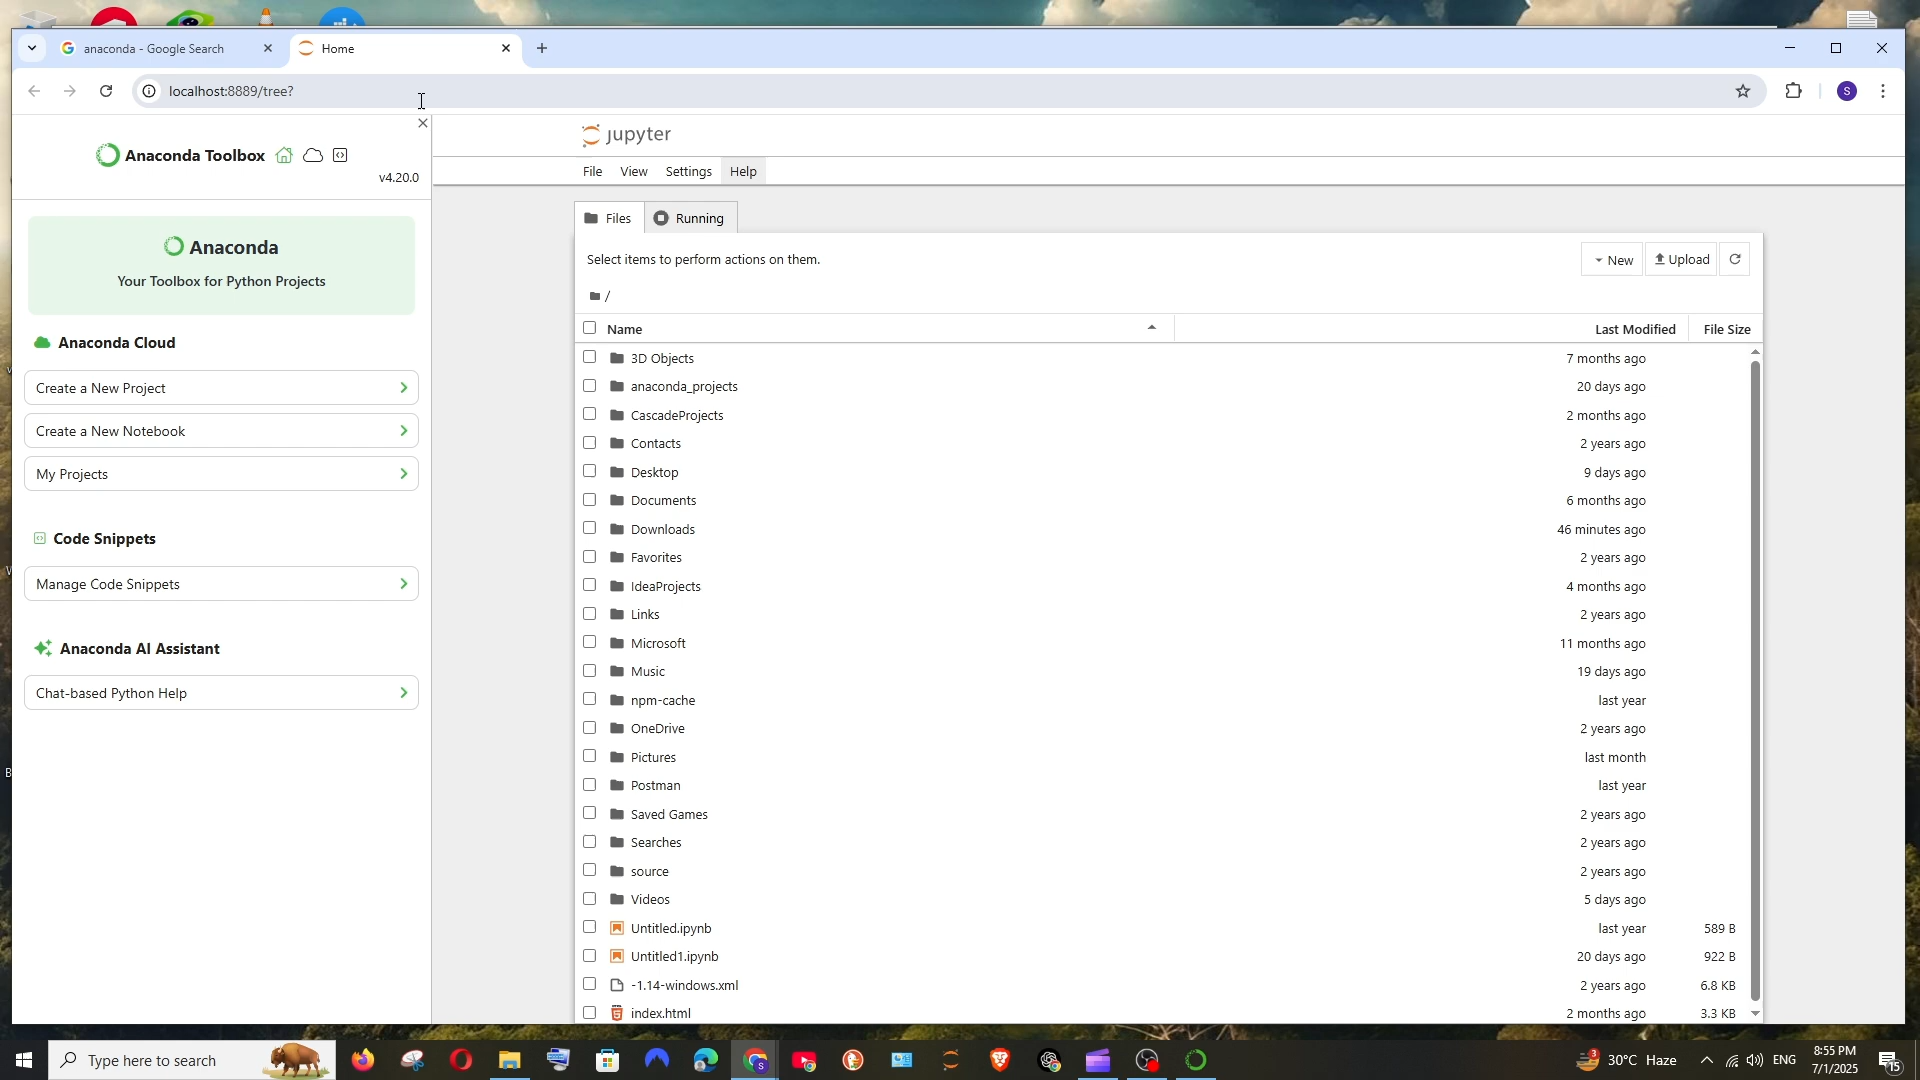 anaconda - Google Search
Home
localhost:8889/tree?
S
Anaconda Toolbox
v4.20.0
Anaconda
Your Toolbox for Python Projects
Anaconda Cloud
Create a New Project
Create a New Notebook
My Projects
Code Snippets
Manage Code Snippets
Anaconda AI Assistant
Chat-based Python Help
jupyter
File View Settings Help
Files Running
Select items to perform actions on them.
New Upload
/
Name Last Modified File Size
3D Objects 7 months ago
anaconda_projects 20 days ago
CascadeProjects 2 months ago
Contacts 2 years ago
Desktop 9 days ago
Documents 6 months ago
Downloads 46 minutes ago
Favorites 2 years ago
IdeaProjects 4 months ago
Links 2 years ago
Microsoft 11 months ago
Music 19 days ago
npm-cache last year
OneDrive 2 years ago
Pictures last month
Postman last year
Saved Games 2 years ago
Searches 2 years ago
source 2 years ago
Videos 5 days ago
Untitled.ipynb last year 589 B
Untitled1.ipynb 20 days ago 922 B
-1.14-windows.xml 2 years ago 6.8 KB
index.html 2 months ago 3.3 KB
Type here to search
3
30°C Haze
ENG
8:55 PM
7/1/2025
15